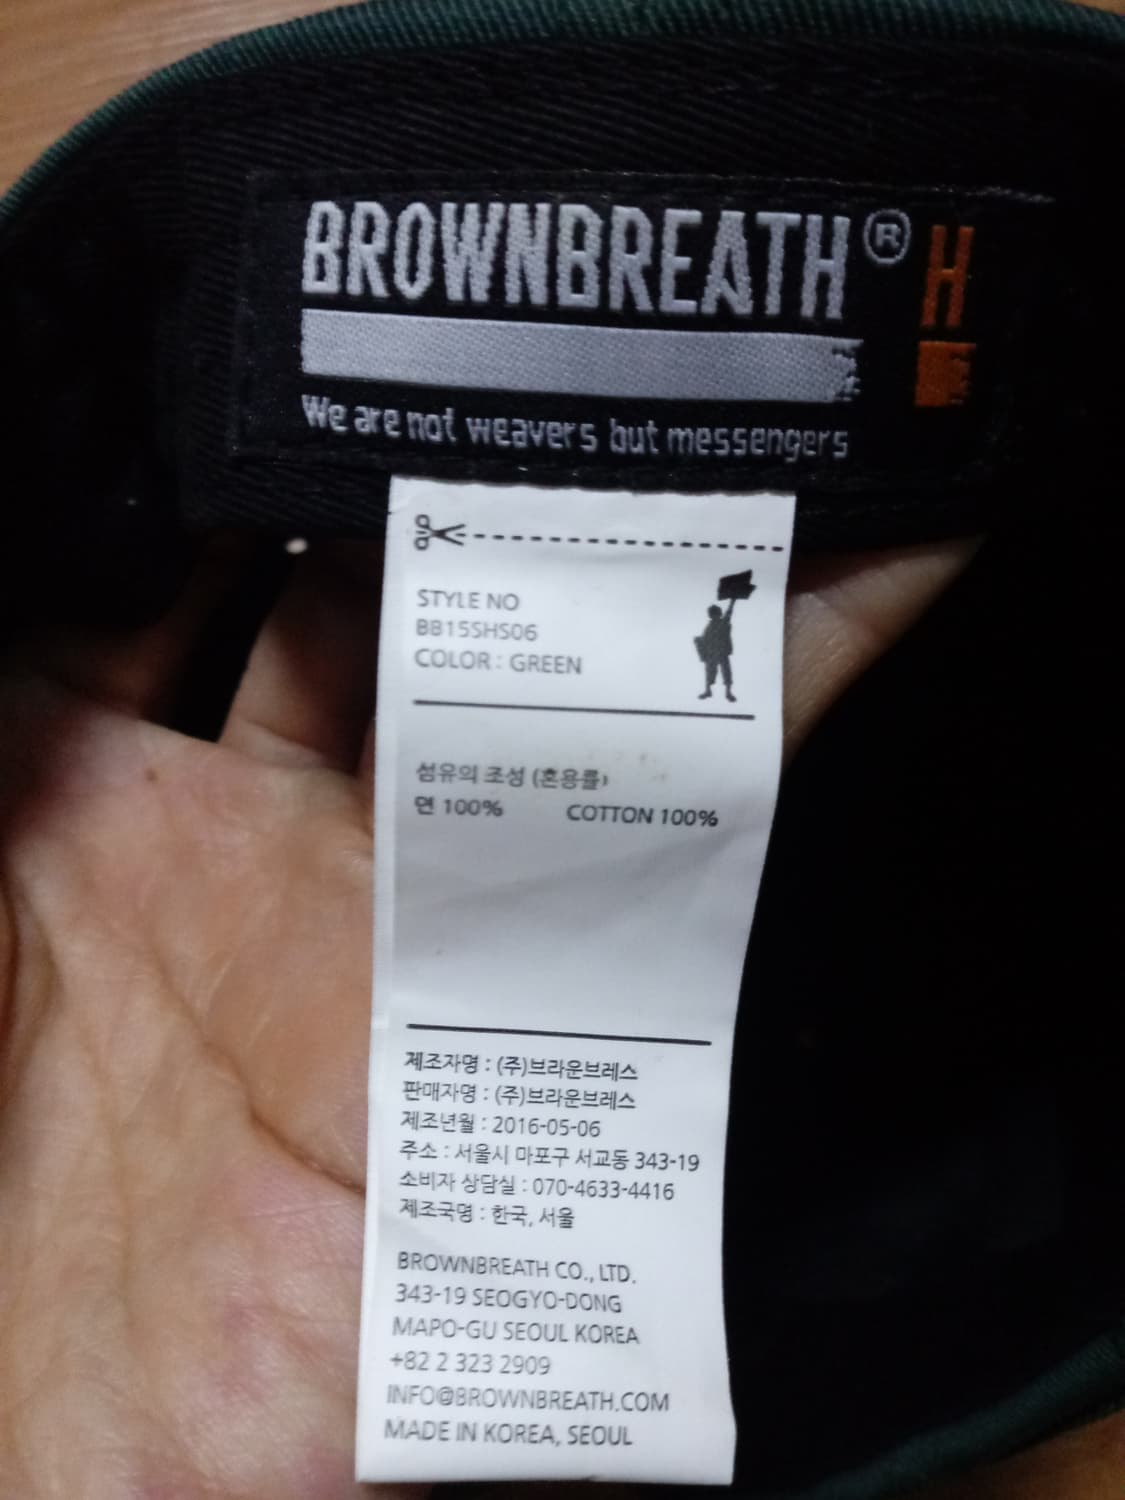 BROWNBREATH® H
We are not weavers but messengers
STYLE NO
BB15SHS06
COLOR : GREEN
섬유의 조성 (혼용률)
면 100% COTTON 100%
제조자명 : (주)브라운브레스
판매자명 : (주)브라운브레스
제조년월 : 2016-05-06
주소 : 서울시 마포구 서교동 343-19
소비자 상담실 : 070-4633-4416
제조국명 : 한국, 서울
BROWNBREATH CO., LTD.
343-19 SEOGYO-DONG
MAPO-GU SEOUL KOREA
+82 2 323 2909
INFO@BROWNBREATH.COM
MADE IN KOREA, SEOUL